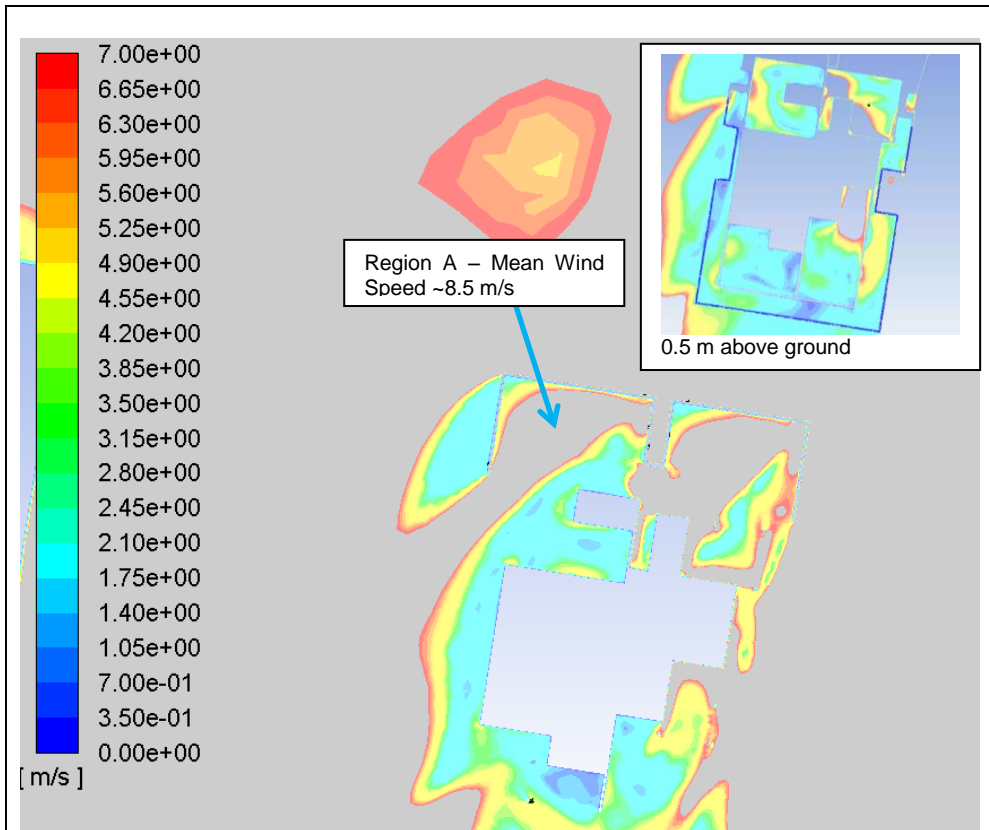 7.00e+00
6.65e+00
6.30e+00
5.95e+00
5.60e+00
5.25e+00
4.90e+00
4.55e+00
4.20e+00
3.85e+00
3.50e+00
3.15e+00
2.80e+00
2.45e+00
2.10e+00
1.75e+00
1.40e+00
1.05e+00
7.00e-01
3.50e-01
0.00e+00
[ m/s ]
Region A – Mean Wind
Speed ~8.5 m/s
0.5 m above ground